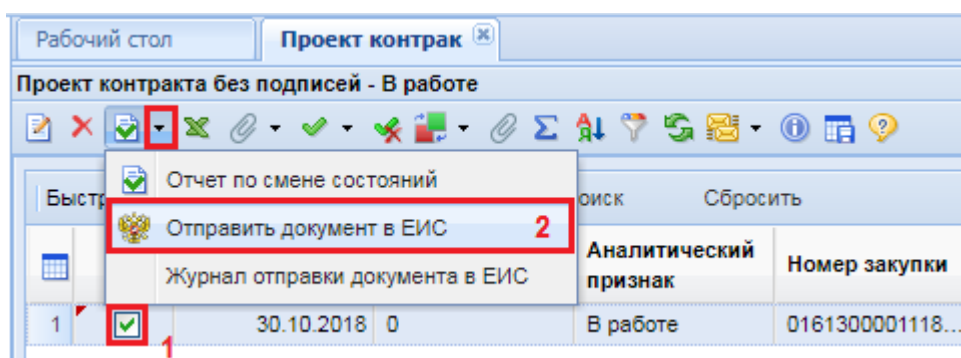 Рабочий стол
Проект контрак
Проект контракта без подписей - В работе
Отчет по смене состояний
Быстр
оиск
Сбросить
Отправить документ в ЕИС
2
Журнал отправки документа в ЕИС
Аналитический
признак
Номер закупки
1
30.10.2018
0
В работе
0161300001118...
1